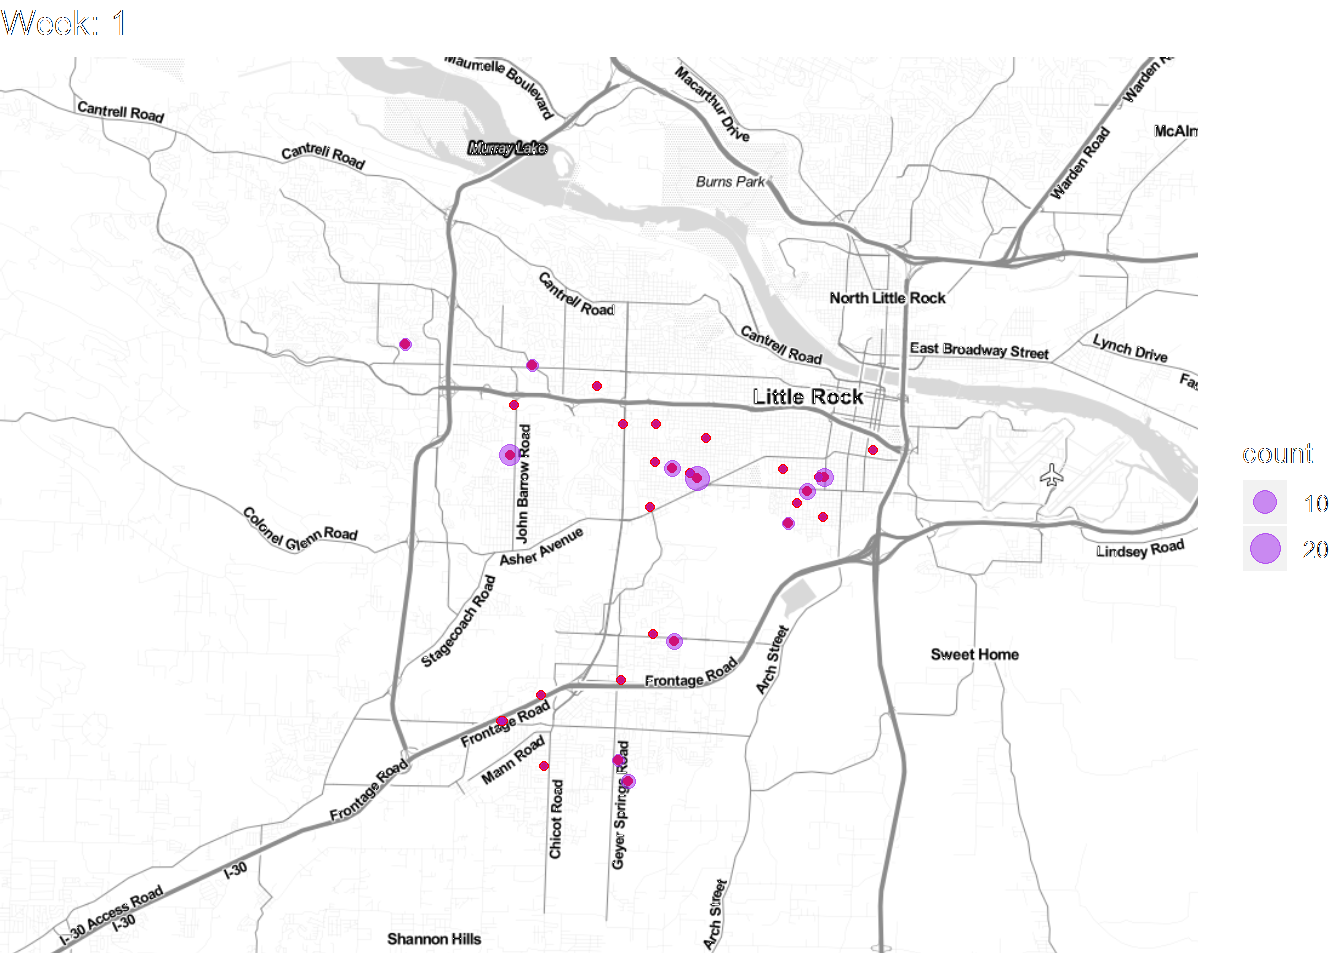 Week: 1
Maumelle Boulevard
Macarthur Drive
Warden R
Cantrell Road
Warden Road
McAlm
Cantrell Road
Murray Lake
Burns Park
Cantrell Road
North Little Rock
Cantrell Road
East Broadway Street
Lynch Drive
Fas
Little Rock
John Barrow Road
count
10
20
Colonel Glenn Road
Asher Avenue
Lindsey Road
Stagecoach Road
Arch Street
Sweet Home
Frontage Road
Frontage Road
Mann Road
Frontage Road
Chicot Road
Geyer Springs Road
I-30
I-30 Access Road
I-30
Arch Street
Shannon Hills